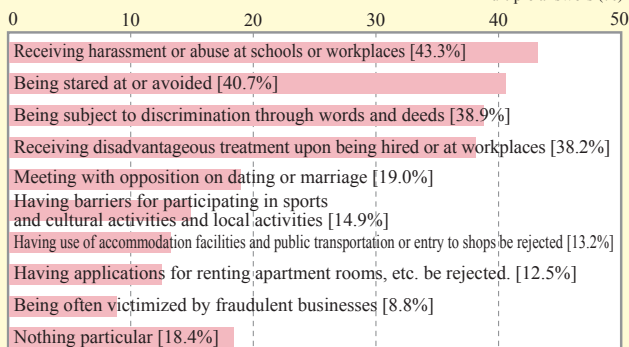 0 10 20 30 40 50
Receiving harassment or abuse at schools or workplaces [43.3%]
Being stared at or avoided [40.7%]
Being subject to discrimination through words and deeds [38.9%]
Receiving disadvantageous treatment upon being hired or at workplaces [38.2%]
Meeting with opposition on dating or marriage [19.0%]
Having barriers for participating in sports
and cultural activities and local activities [14.9%]
Having use of accommodation facilities and public transportation or entry to shops be rejected [13.2%]
Having applications for renting apartment rooms, etc. be rejected. [12.5%]
Being often victimized by fraudulent businesses [8.8%]
Nothing particular [18.4%]